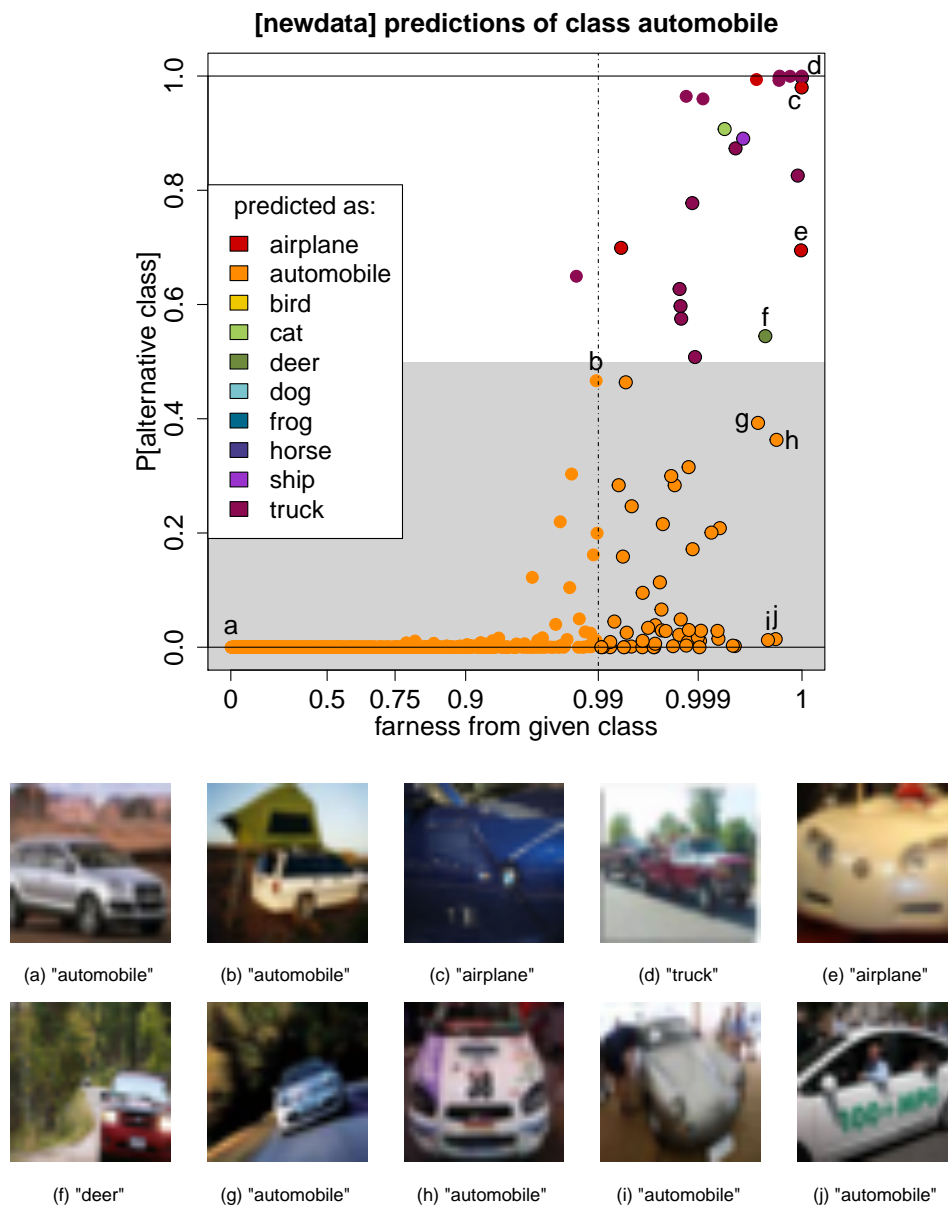 [newdata] predictions of class automobile
P[alternative class]
1.0
0.8
0.6
0.4
0.2
0.0
predicted as:
airplane
automobile
bird
cat
deer
dog
frog
horse
ship
truck
d
c
e
f
b
g
h
a
i
j
0 0.5 0.75 0.9 0.99 0.999 1
farness from given class
(a) "automobile" (b) "automobile" (c) "airplane" (d) "truck" (e) "airplane"
100+ MPG
(f) "deer" (g) "automobile" (h) "automobile" (i) "automobile" (j) "automobile"